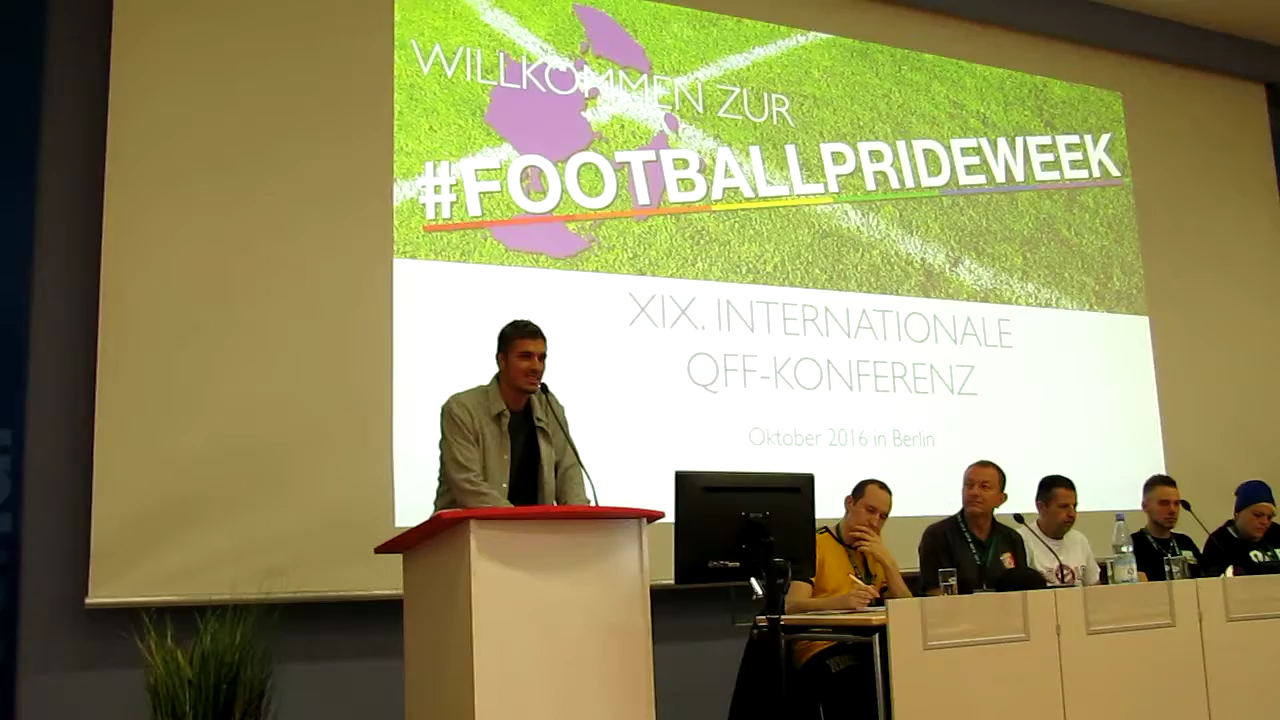 WILLKOMMEN ZUR
#FOOTBALLPRIDEWEEK
XIX. INTERNATIONALE
QFF-KONFERENZ
Oktober 2016 in Berlin